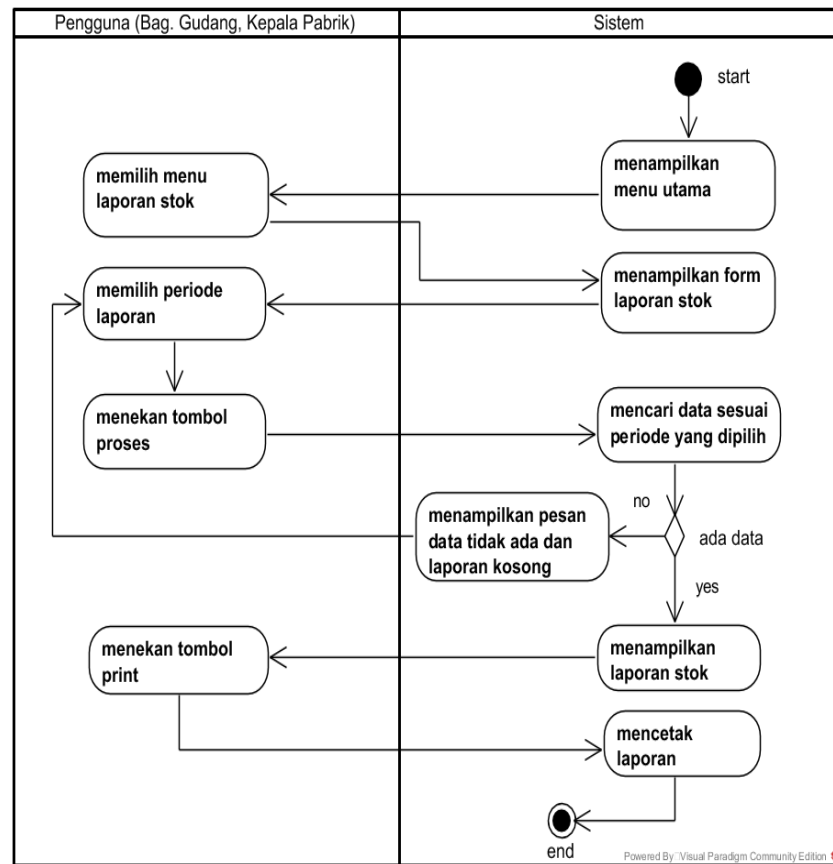 Pengguna (Bag. Gudang, Kepala Pabrik)
Sistem
start
menampilkan
menu utama
memilih menu
laporan stok
menampilkan form
laporan stok
memilih periode
laporan
menekan tombol
proses
mencari data sesuai
periode yang dipilih
no
ada data
menampilkan pesan
data tidak ada dan
laporan kosong
yes
menampilkan
laporan stok
menekan tombol
print
mencetak
laporan
end
Powered By Visual Paradigm Community Edition